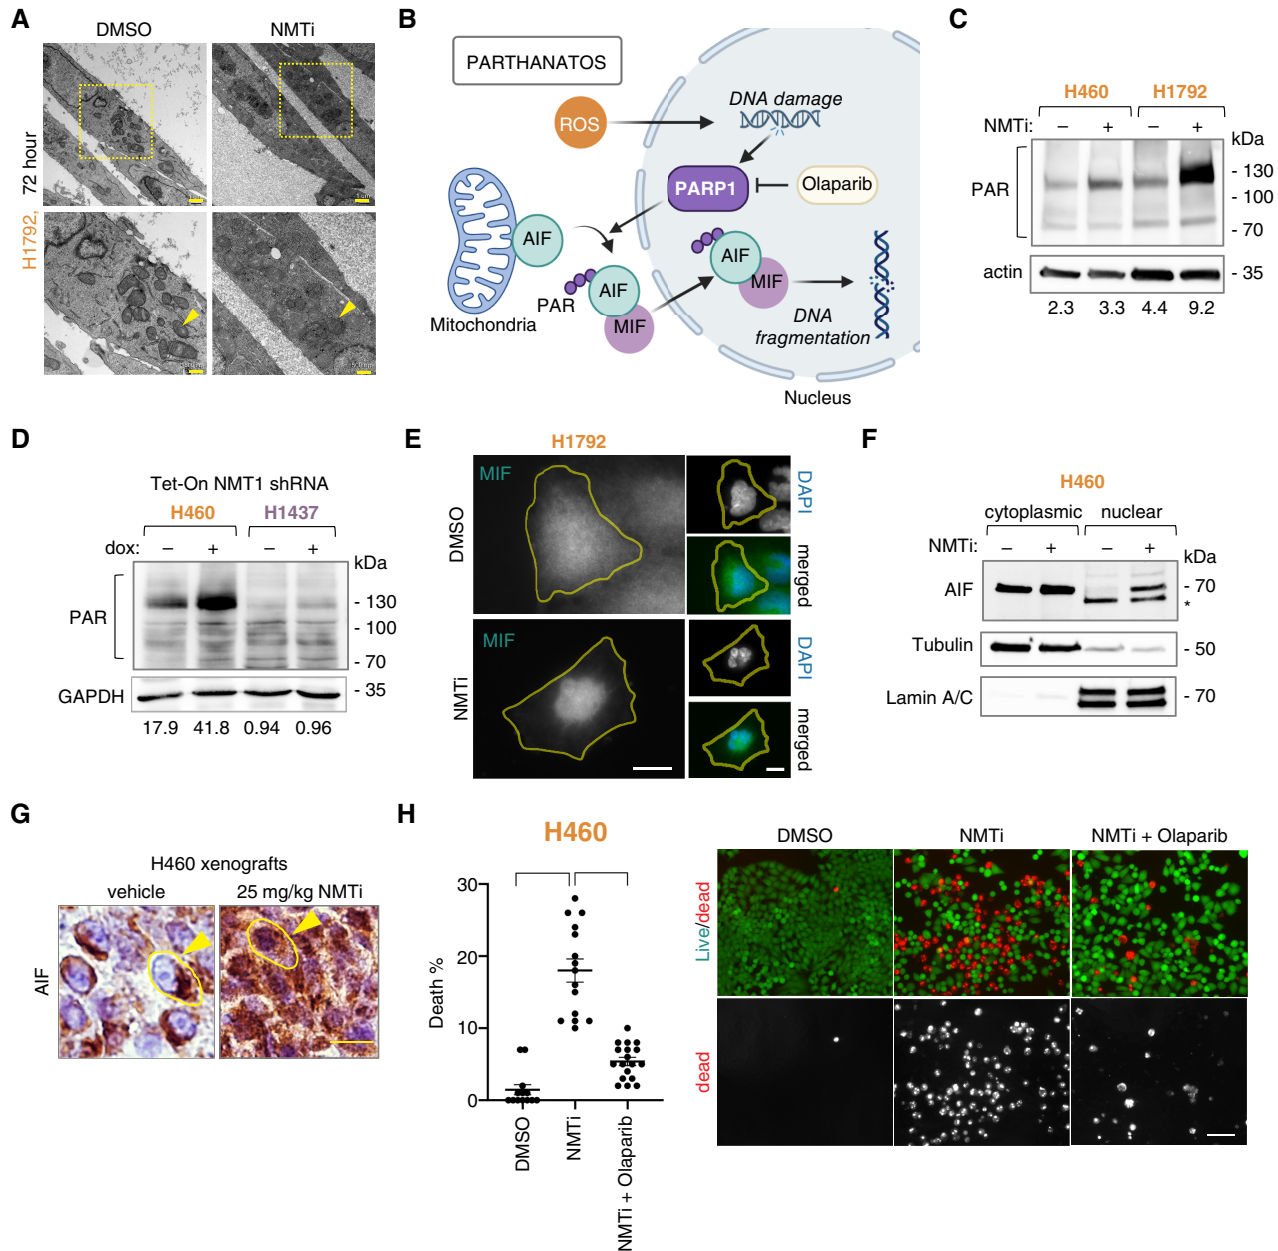 A
DMSO
NMTi
H1792, 72 hour
B
PARTHANATOS
ROS
DNA damage
PARP1
Olaparib
AIF
Mitochondria
PAR
AIF
MIF
AIF
MIF
DNA
fragmentation
Nucleus
C
H460 H1792
NMTi: – + – +
kDa
PAR
- 130
- 100
- 70
actin
- 35
2.3 3.3 4.4 9.2
D
Tet-On NMT1 shRNA
H460 H1437
dox: – + – +
kDa
PAR
- 130
- 100
- 70
GAPDH
- 35
17.9 41.8 0.94 0.96
E
H1792
DMSO
MIF
DAPI
merged
NMTi
MIF
DAPI
merged
F
H460
cytoplasmic nuclear
NMTi: – + – +
kDa
AIF
- 70
*
Tubulin
- 50
Lamin A/C
- 70
G
H460 xenografts
vehicle 25 mg/kg NMTi
AIF
H
H460
Death %
30
20
10
0
DMSO
NMTi
NMTi + Olaparib
DMSO NMTi NMTi + Olaparib
Live/dead
dead